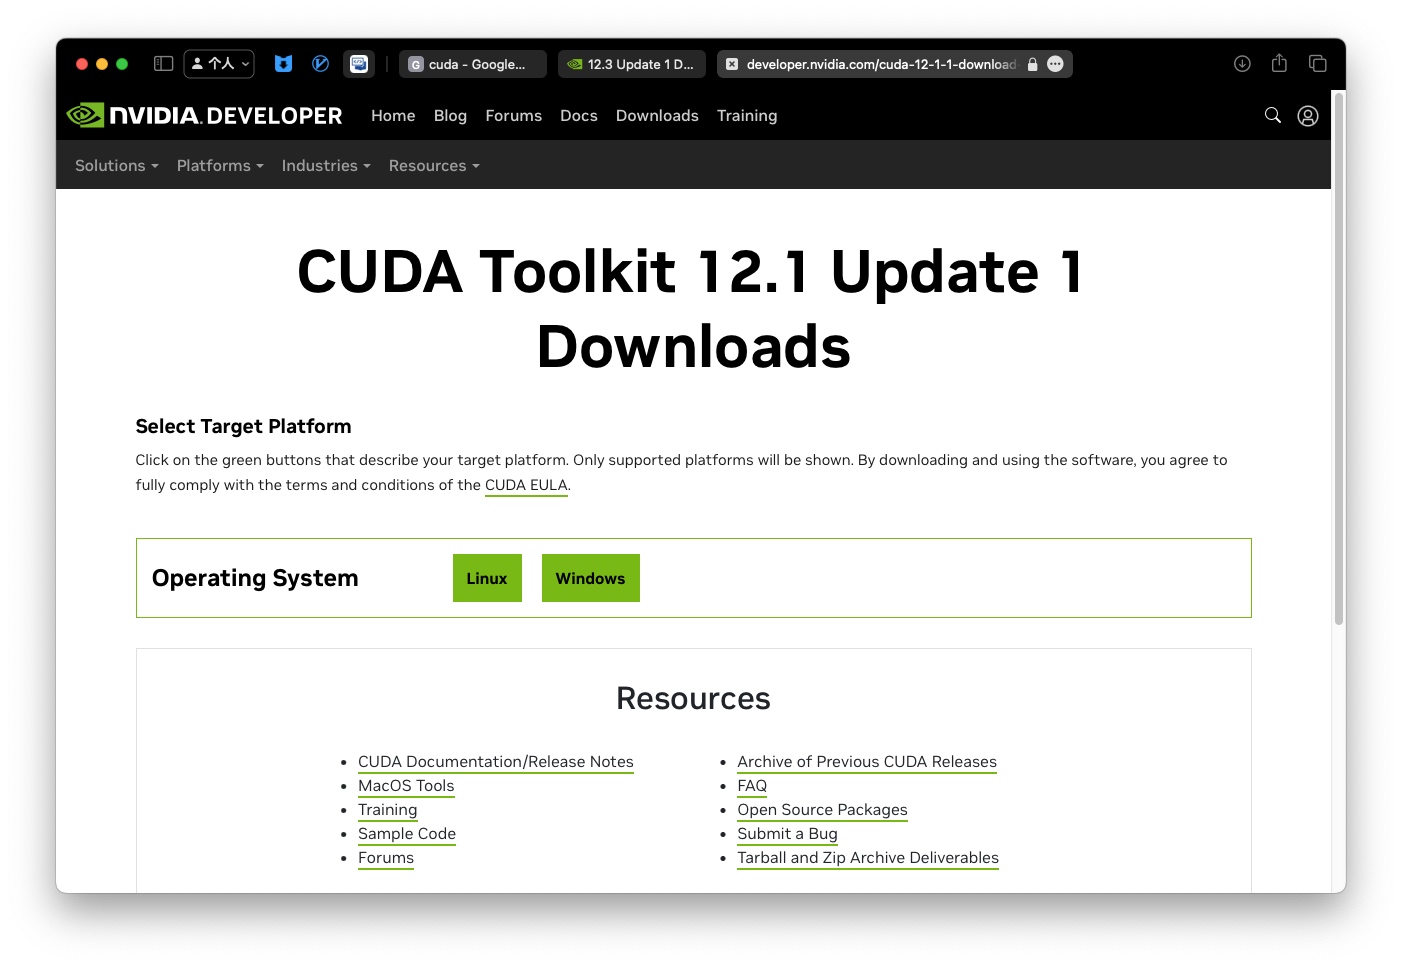 个人
cuda - Google...
12.3 Update 1 D...
developer.nvidia.com/cuda-12-1-1-download
NVIDIA. DEVELOPER
Home Blog Forums Docs Downloads Training
Solutions Platforms Industries Resources
CUDA Toolkit 12.1 Update 1
Downloads
Select Target Platform
Click on the green buttons that describe your target platform. Only supported platforms will be shown. By downloading and using the software, you agree to
fully comply with the terms and conditions of the CUDA EULA.
Operating System
Linux
Windows
Resources
CUDA Documentation/Release Notes
MacOS Tools
Training
Sample Code
Forums
Archive of Previous CUDA Releases
FAQ
Open Source Packages
Submit a Bug
Tarball and Zip Archive Deliverables